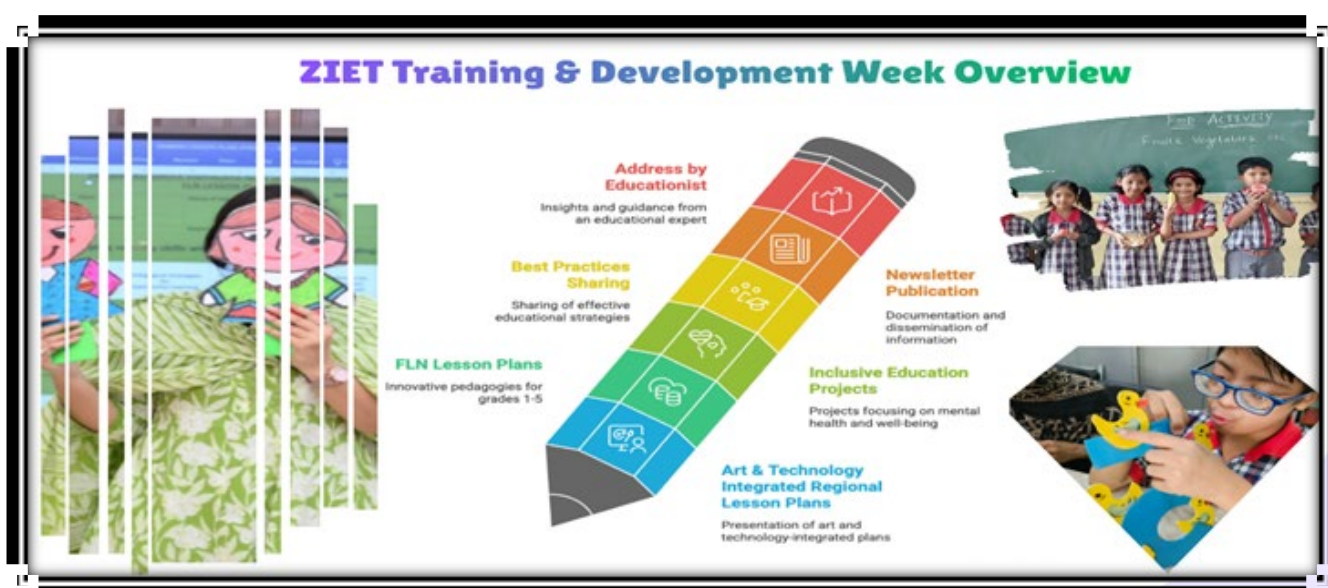 ZIET Training & Development Week Overview
Address by
Educationist
Insights and guidance from
an educational expert
Best Practices
Sharing
Sharing of effective
educational strategies
FLN Lesson Plans
Innovative pedagogies for
grades 1-5
Newsletter
Publication
Documentation and
dissemination of
information
Inclusive Education
Projects
Projects focusing on mental
health and well-being
Art & Technology
Integrated Regional
Lesson Plans
Presentation of art and
technology-integrated plans
ACTIVITY
Fruits Vegetables etc